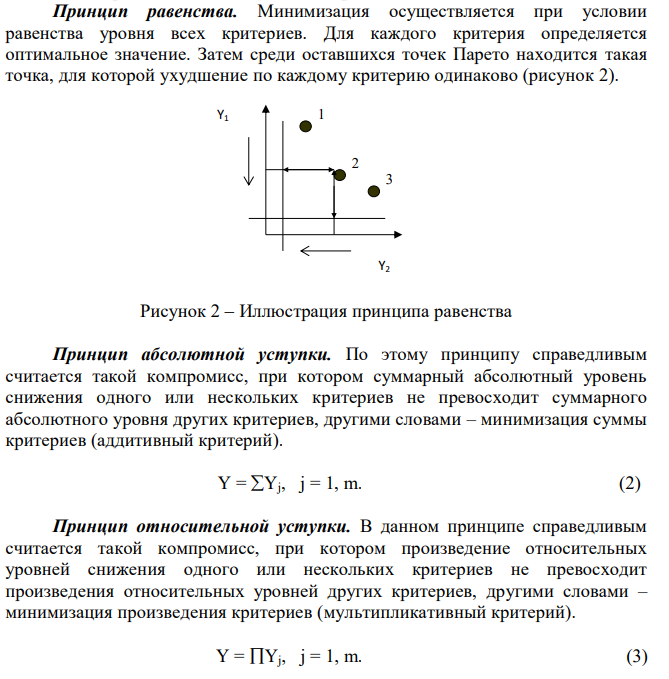 Принцип равенства. Минимизация осуществляется при условии
равенства уровня всех критериев. Для каждого критерия определяется
оптимальное значение. Затем среди оставшихся точек Парето находится такая
точка, для которой ухудшение по каждому критерию одинаково (рисунок 2).
Y₁
1
2
3
Y₂
Рисунок 2 – Иллюстрация принципа равенства
Принцип абсолютной уступки. По этому принципу справедливым
считается такой компромисс, при котором суммарный абсолютный уровень
снижения одного или нескольких критериев не превосходит суммарного
абсолютного уровня других критериев, другими словами – минимизация суммы
критериев (аддитивный критерий).
Y = ∑Yⱼ, j = 1, m. (2)
Принцип относительной уступки. В данном принципе справедливым
считается такой компромисс, при котором произведение относительных
уровней снижения одного или нескольких критериев не превосходит
произведения относительных уровней других критериев, другими словами –
минимизация произведения критериев (мультипликативный критерий).
Y = ∏Yⱼ, j = 1, m. (3)